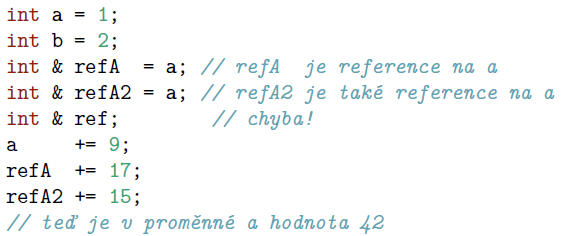 int a = 1;
int b = 2;
int & refA  = a; // refA  je reference na a
int & refA2 = a; // refA2 je také reference na a
int & ref;       // chyba!
a     += 9;
refA  += 17;
refA2 += 15;
// teď je v proměnné a hodnota 42